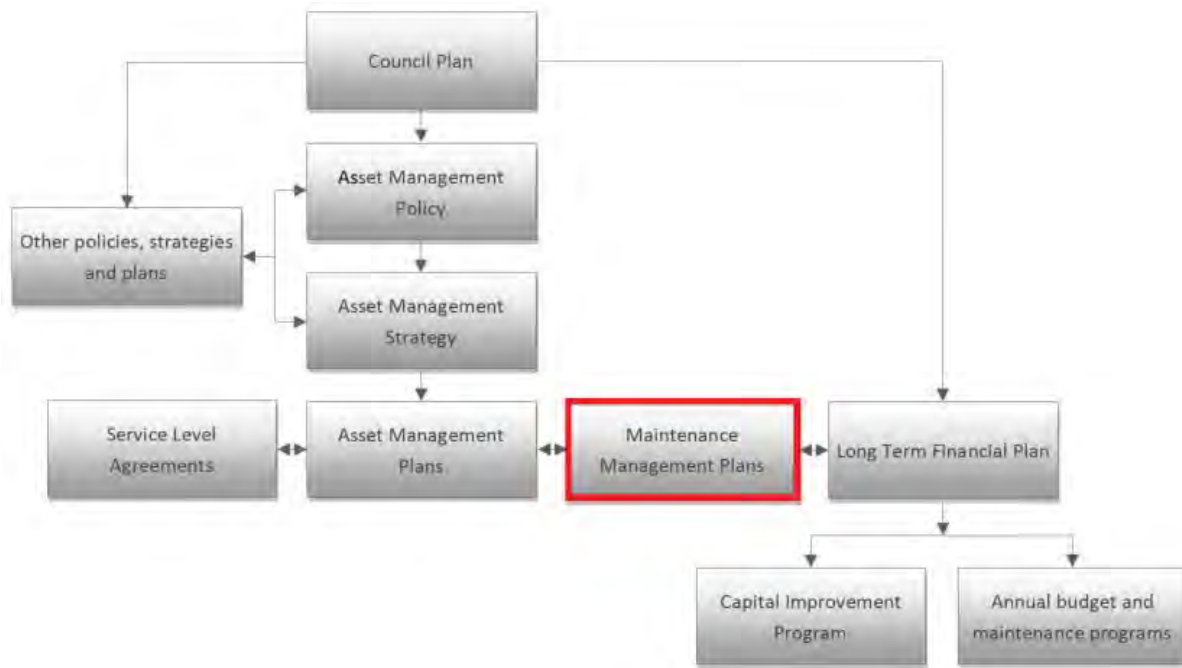 Council Plan
Asset Management
Policy
Other policies, strategies
and plans
Asset Management
Strategy
Service Level
Agreements
Asset Management
Plans
Maintenance
Management Plans
Long Term Financial Plan
Capital Improvement
Program
Annual budget and
maintenance programs